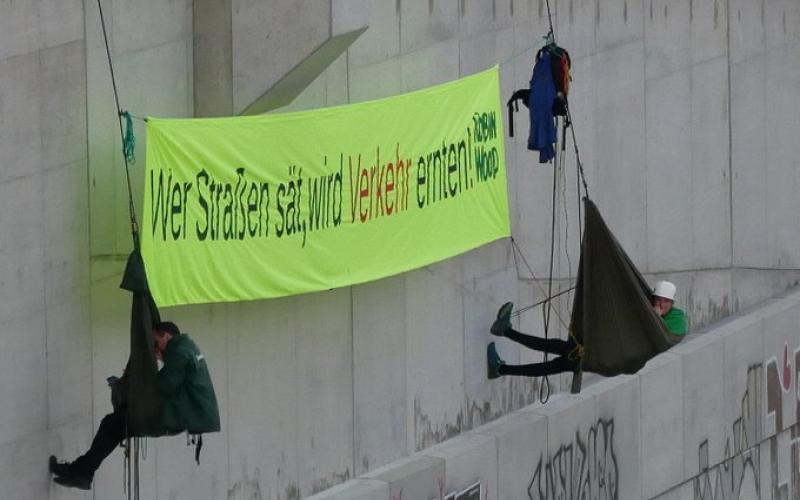 Wer Straßen sät, wird Verkehr ernten!
ROBIN
WOOD